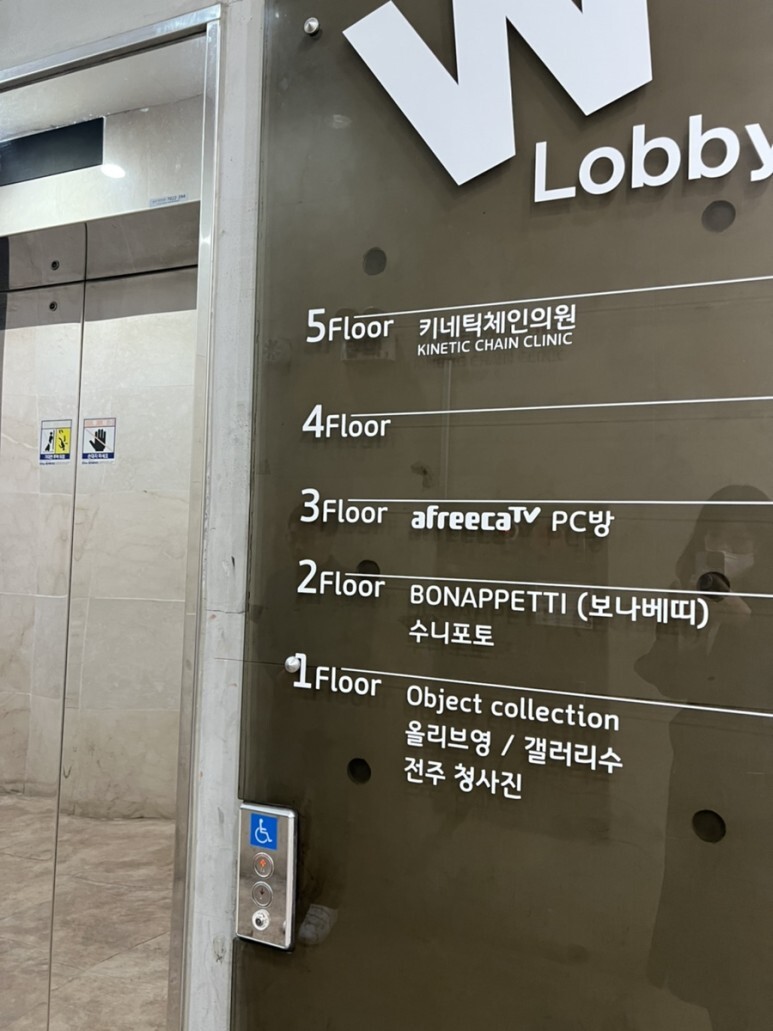 W
Lobby
5Floor 키네틱체인의원
KINETIC CHAIN CLINIC
4Floor
3Floor afreecaTV PC방
2Floor BONAPPETTI (보나베띠)
수니포토
1Floor Object collection
올리브영 / 갤러리수
전주 청사진